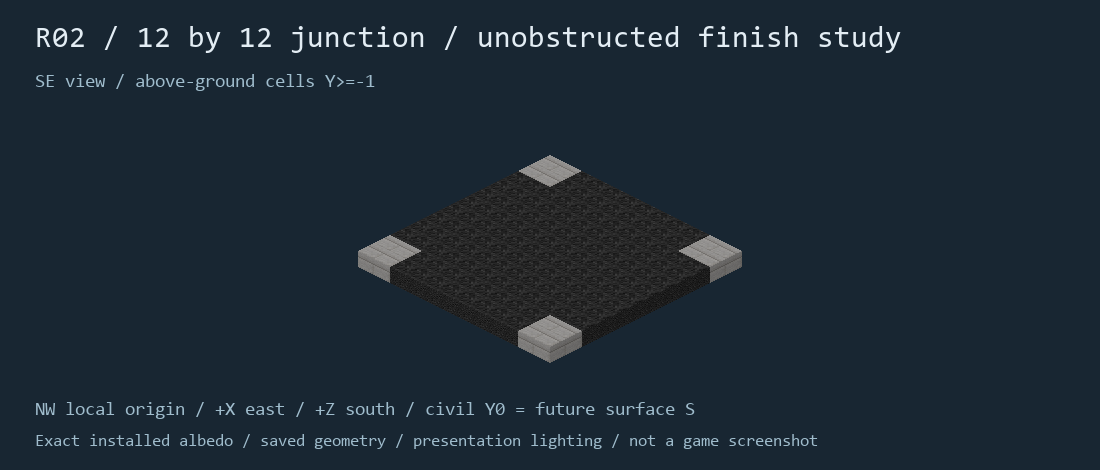 R02 / 12 by 12 junction / unobstructed finish study
SE view / above-ground cells Y>=-1
NW local origin / +X east / +Z south / civil Y0 = future surface S
Exact installed albedo / saved geometry / presentation lighting / not a game screenshot